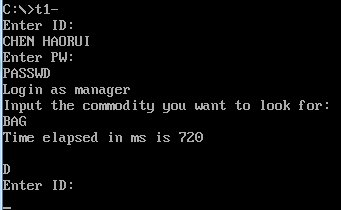 C:\>t1-
Enter ID:
CHEN HAORUI
Enter PW:
PASSWD
Login as manager
Input the commodity you want to look for:
BAG
Time elapsed in ms is 720
D
Enter ID:
_